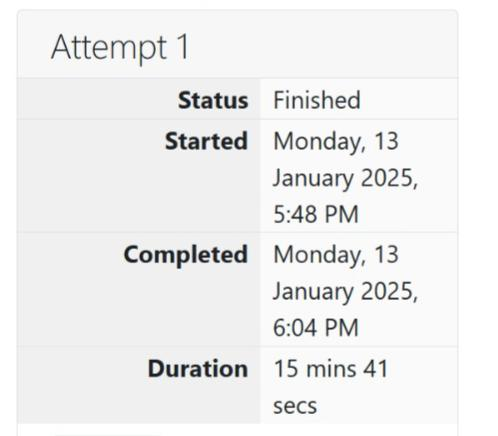 Attempt 1
Status Finished
Started Monday, 13
January 2025,
5:48 PM
Completed Monday, 13
January 2025,
6:04 PM
Duration 15 mins 41
secs